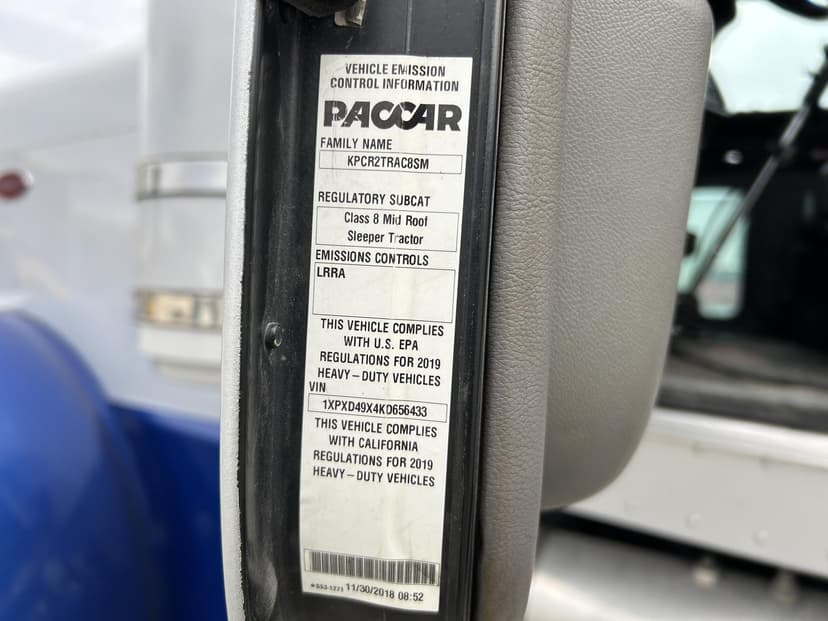 VEHICLE EMISSION
CONTROL INFORMATION
PACCAR
FAMILY NAME
KPCR2TRAC8SM
REGULATORY SUBCAT
Class 8 Mid Roof
Sleeper Tractor
EMISSIONS CONTROLS
LRRA
THIS VEHICLE COMPLIES
WITH U.S. EPA
REGULATIONS FOR 2019
HEAVY-DUTY VEHICLES
VIN
1XPXD49X4KD656433
THIS VEHICLE COMPLIES
WITH CALIFORNIA
REGULATIONS FOR 2019
HEAVY-DUTY VEHICLES
11/30/2018 08:52